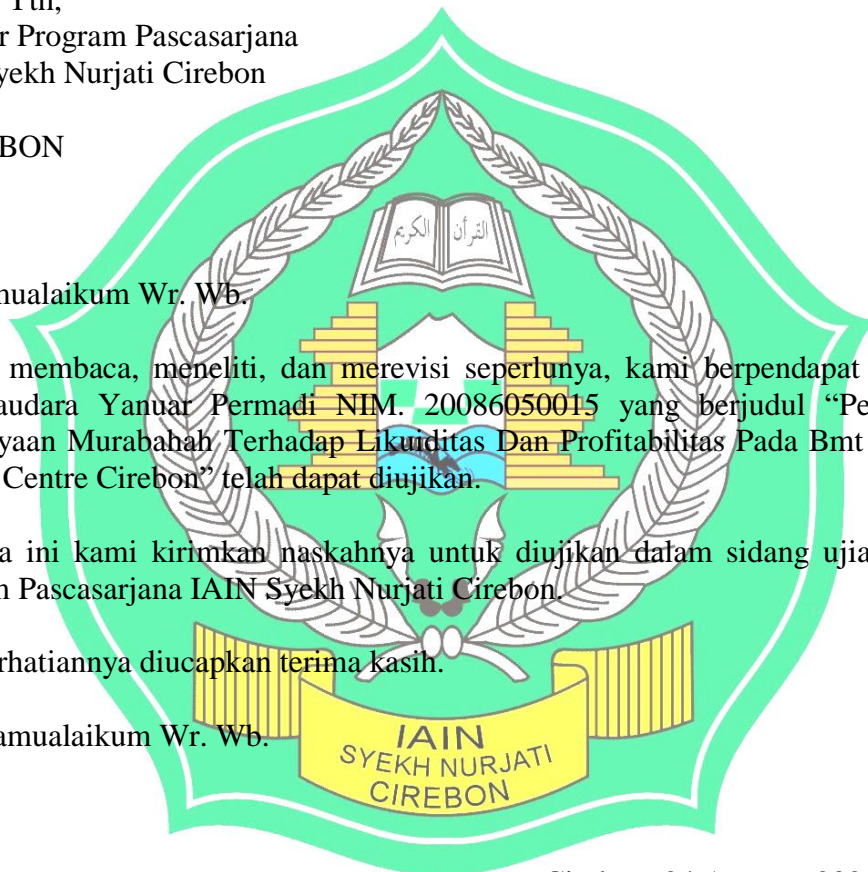 Yth,
r Program Pascasarjana
yekh Nurjati Cirebon
BON
القرآن الكريم
mualaikum Wr. Wb.
membaca, meneliti, dan merevisi seperlunya, kami berpendapat
audara Yanuar Permadi NIM. 20086050015 yang berjudul “Pe
yaan Murabahah Terhadap Likuiditas Dan Profitabilitas Pada Bmt
Centre Cirebon” telah dapat diujikan.
a ini kami kirimkan naskahnya untuk diujikan dalam sidang ujia
n Pascasarjana IAIN Syekh Nurjati Cirebon.
rhatiannya diucapkan terima kasih.
amualaikum Wr. Wb.
IAIN
SYEKH NURJATI
CIREBON